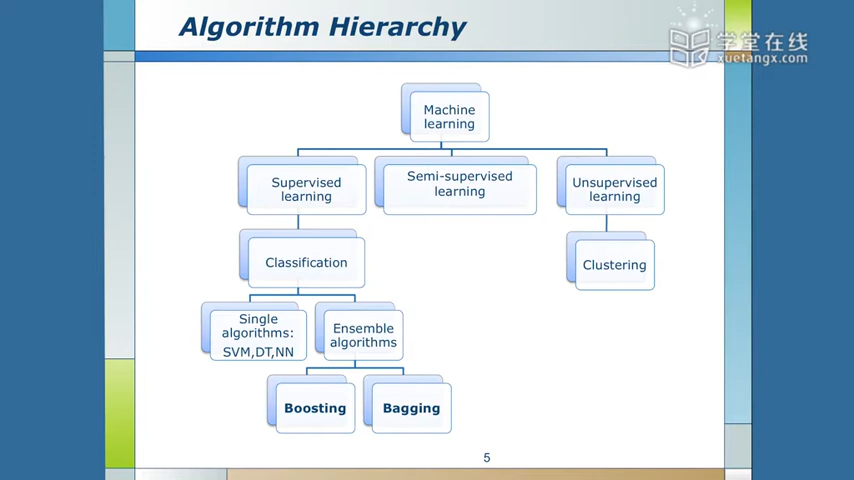 Algorithm Hierarchy
学堂在线
xuetangx.com
Machine
learning
Supervised
learning
Semi-supervised
learning
Unsupervised
learning
Classification
Clustering
Single
algorithms:
SVM,DT,NN
Ensemble
algorithms
Boosting
Bagging
5